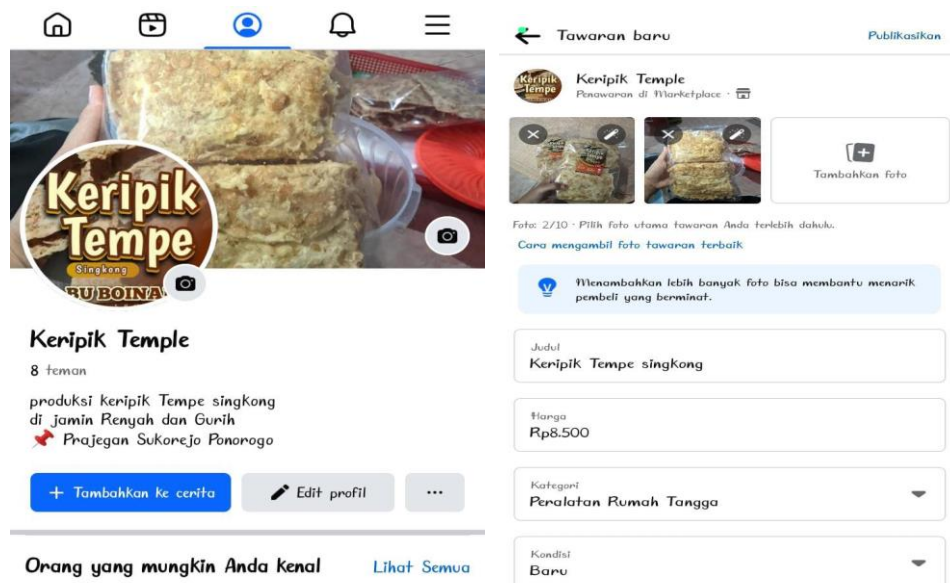 Keripik
Tempe
Singkong
BU BOINA
Keripik Temple
8 teman
produksi keripik Tempe singkong
di jamin Renyah dan Gurih
📌 Prajegan Sukorejo Ponorogo
+ Tambahkan ke cerita
Edit profil
...
Orang yang mungkin Anda kenal
Lihat Semua
Tawaran baru
Publikasikan
Keripik
Tempe
Keripik Temple
Penawaran di Marketplace ·
Tambahkan foto
Foto: 2/10 · Pilih foto utama tawaran Anda terlebih dahulu.
Cara mengambil foto tawaran terbaik
Menambahkan lebih banyak foto bisa membantu menarik
pembeli yang berminat.
Judul
Keripik Tempe singkong
Harga
Rp8.500
Kategori
Peralatan Rumah Tangga
Kondisi
Baru